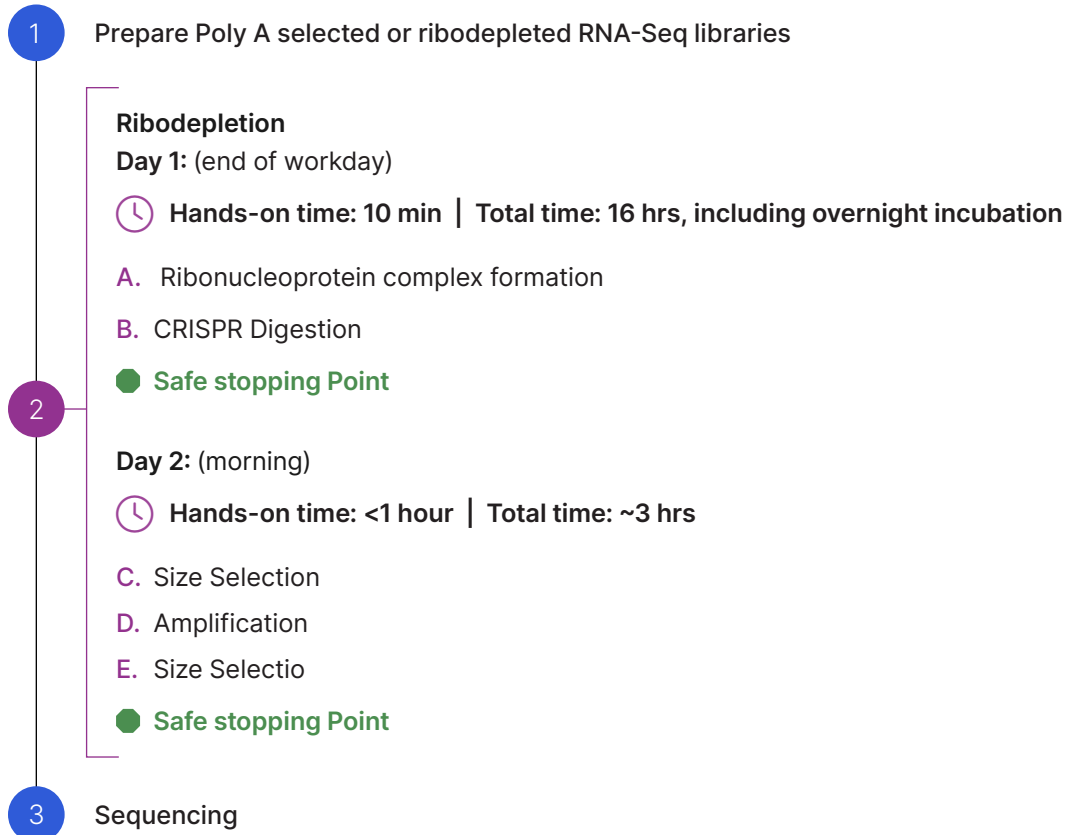 1 Prepare Poly A selected or ribodepleted RNA-Seq libraries
Ribodepletion
Day 1: (end of workday)
Hands-on time: 10 min | Total time: 16 hrs, including overnight incubation
A. Ribonucleoprotein complex formation
B. CRISPR Digestion
Safe stopping Point
2
Day 2: (morning)
Hands-on time: <1 hour | Total time: ~3 hrs
C. Size Selection
D. Amplification
E. Size Selectio
Safe stopping Point
3 Sequencing